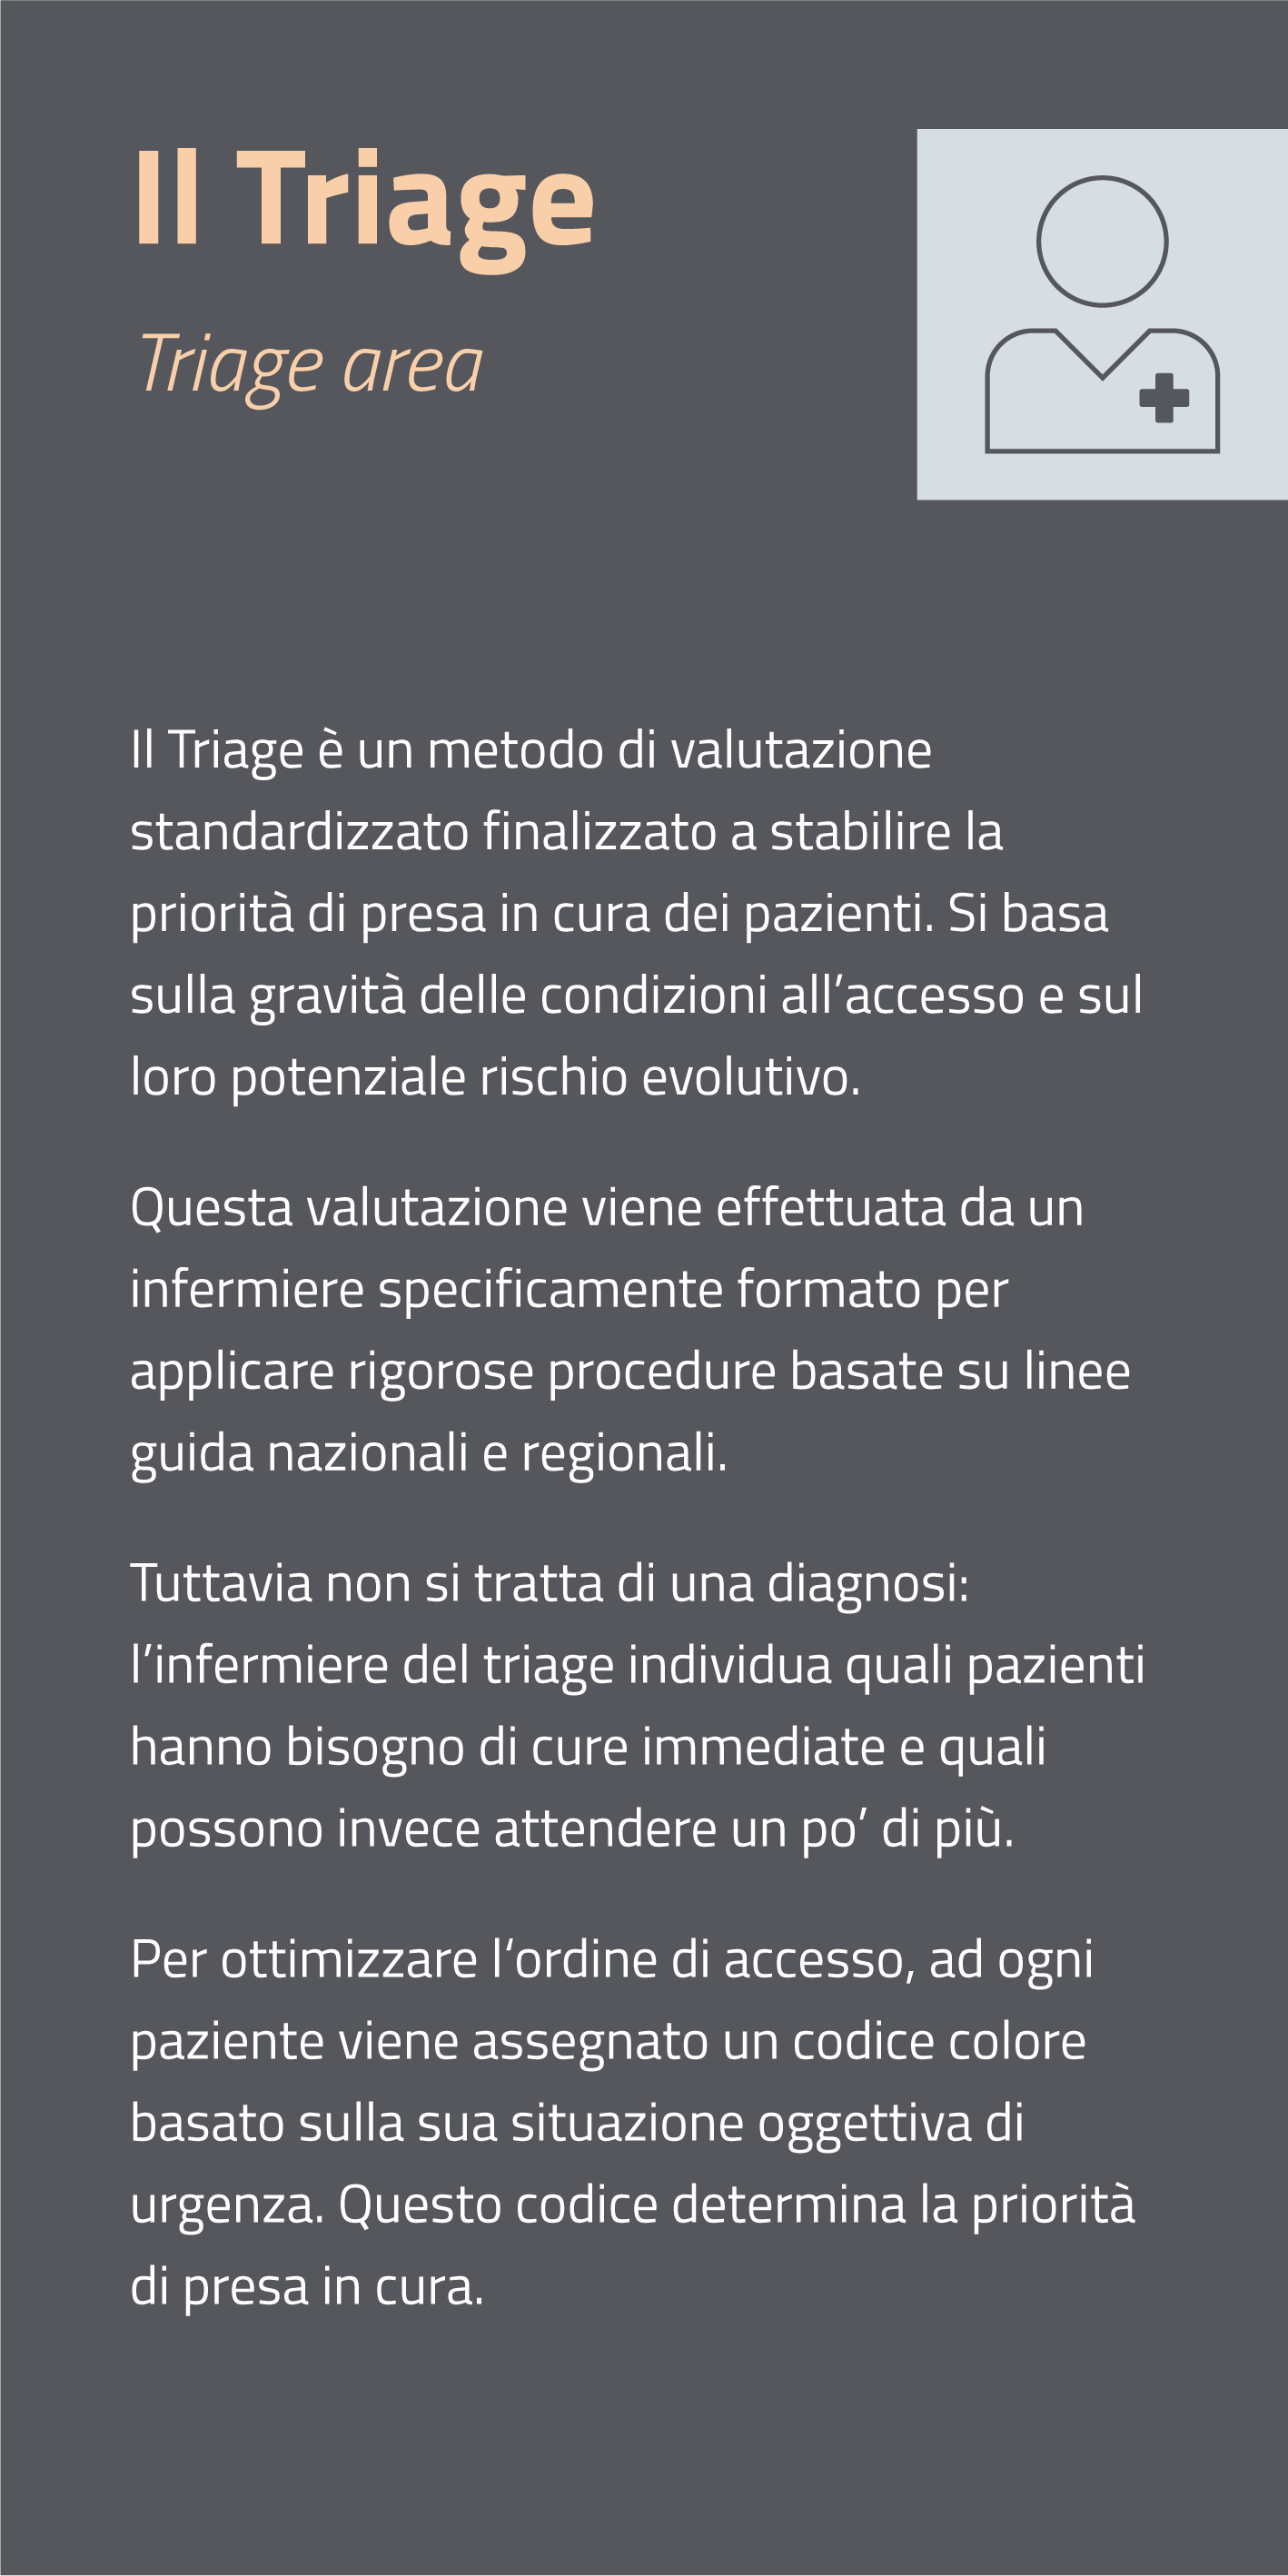 Il Triage
Triage area
Il Triage è un metodo di valutazione
standardizzato finalizzato a stabilire la
priorità di presa in cura dei pazienti. Si basa
sulla gravità delle condizioni all’accesso e sul
loro potenziale rischio evolutivo.
Questa valutazione viene effettuata da un
infermiere specificamente formato per
applicare rigorose procedure basate su linee
guida nazionali e regionali.
Tuttavia non si tratta di una diagnosi:
l’infermiere del triage individua quali pazienti
hanno bisogno di cure immediate e quali
possono invece attendere un po’ di più.
Per ottimizzare l‘ordine di accesso, ad ogni
paziente viene assegnato un codice colore
basato sulla sua situazione oggettiva di
urgenza. Questo codice determina la priorità
di presa in cura.